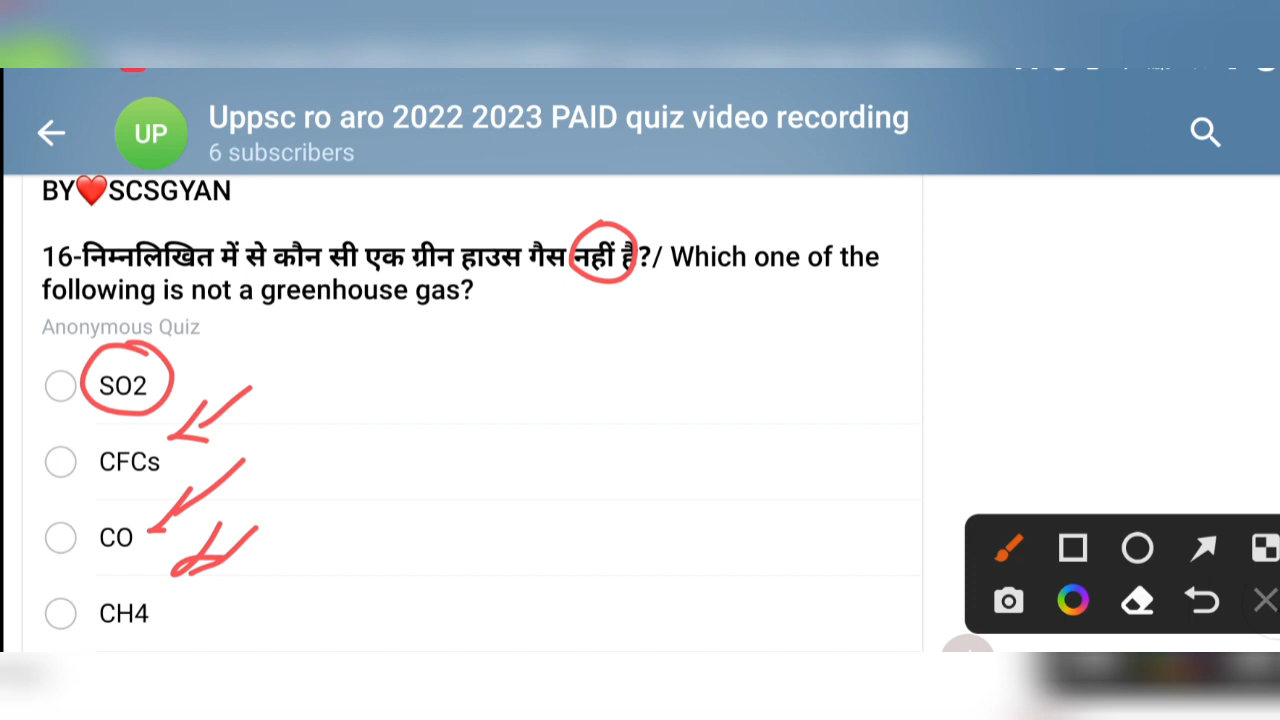 UP
Uppsc ro aro 2022 2023 PAID quiz video recording
6 subscribers
BY❤️SCSGYAN
16-निम्नलिखित में से कौन सी एक ग्रीन हाउस गैस नहीं है?/ Which one of the
following is not a greenhouse gas?
Anonymous Quiz
SO2
CFCs
CO
CH4